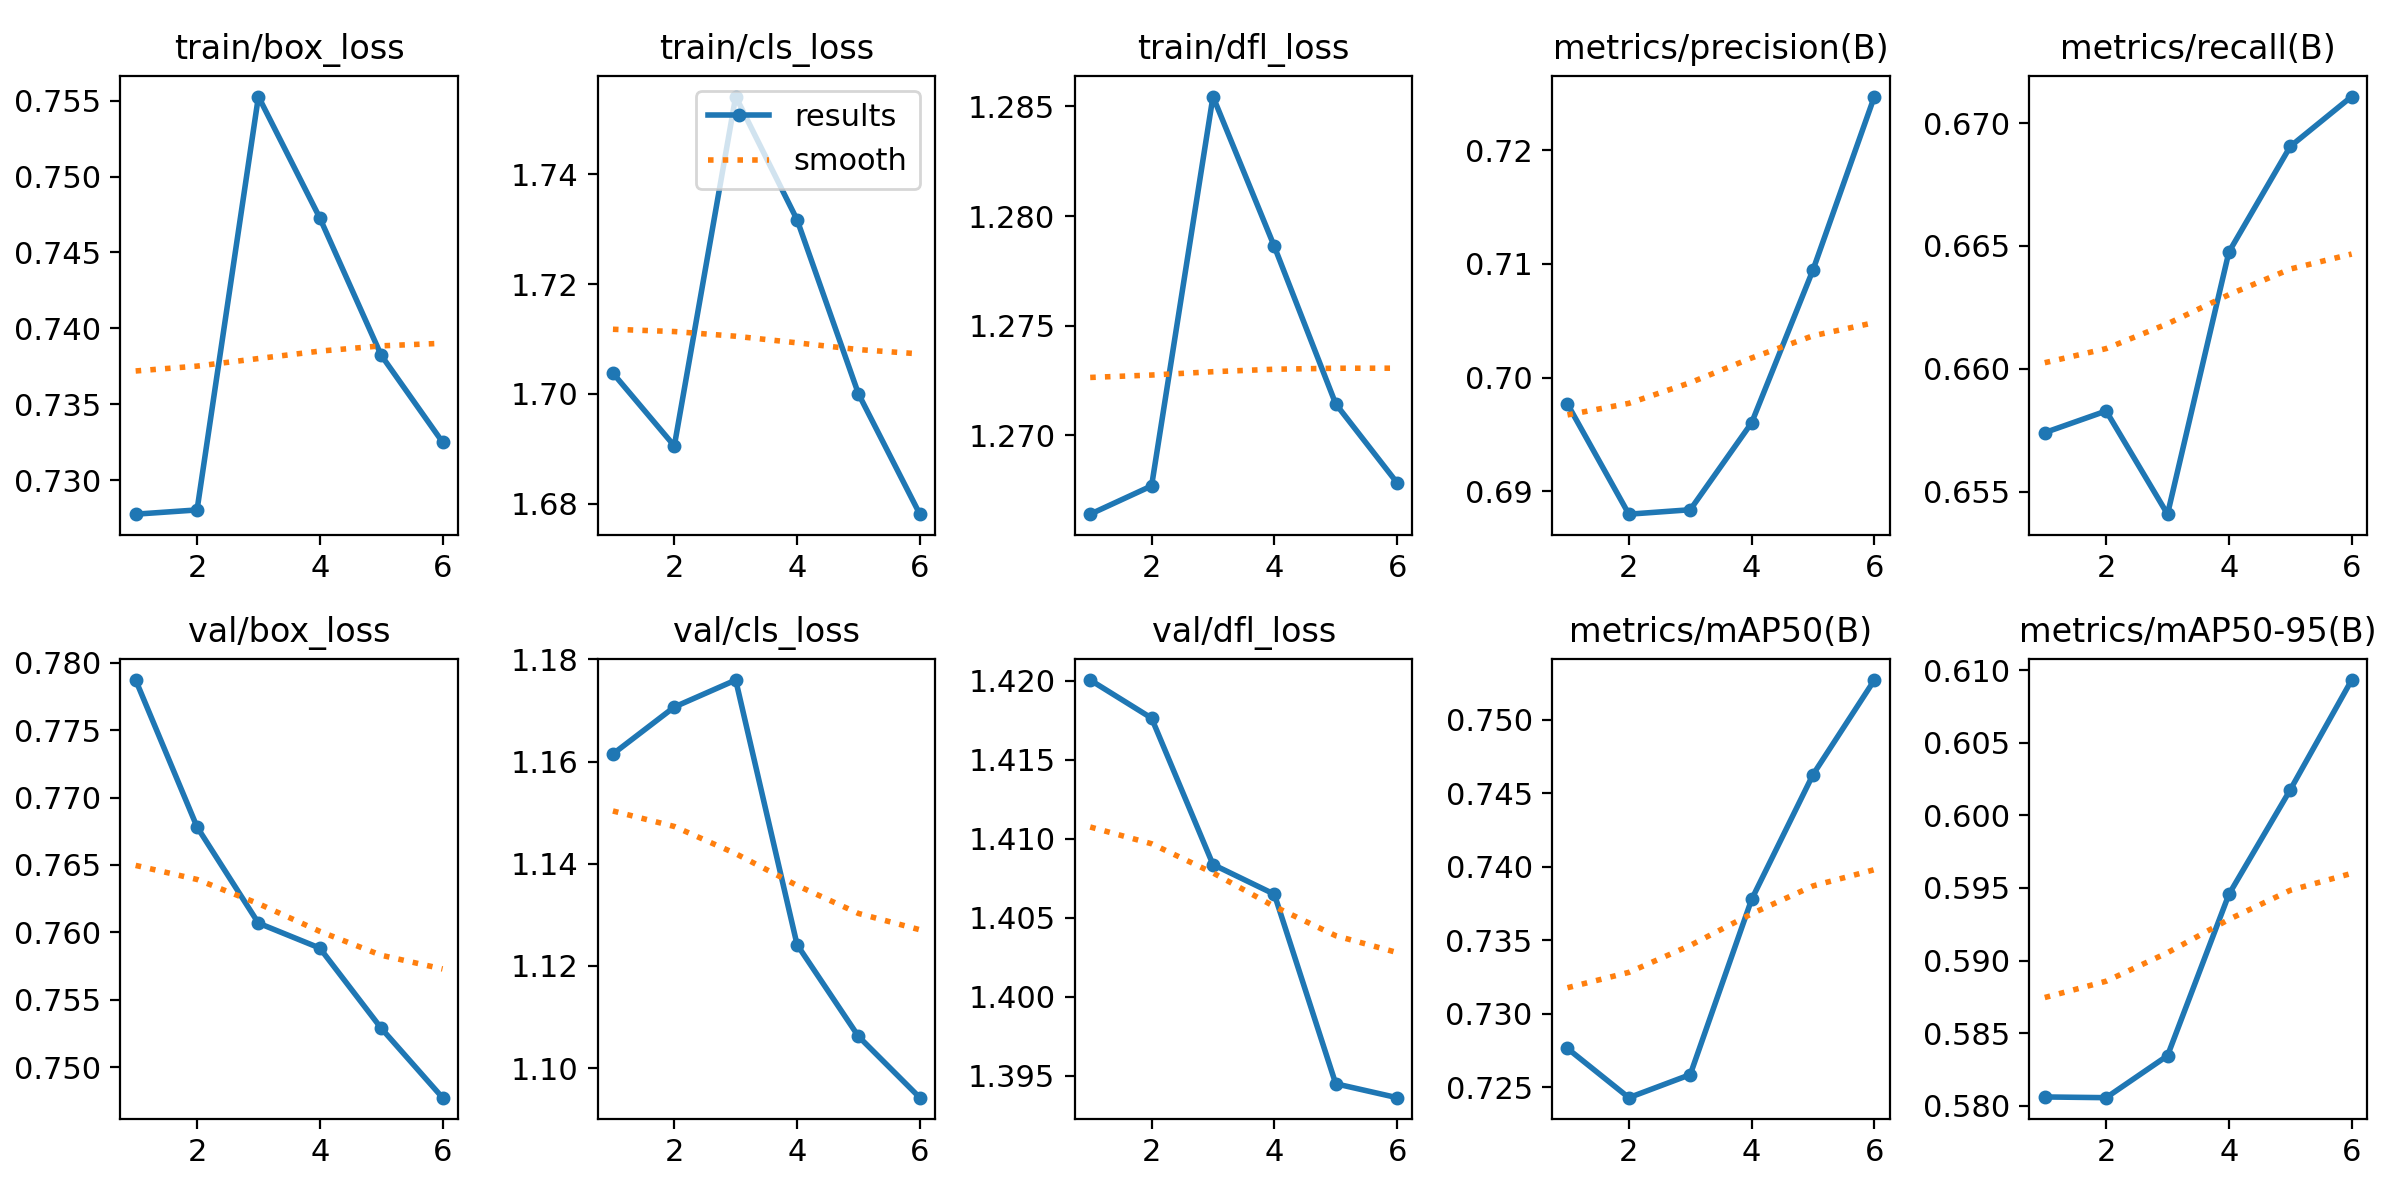 train/box_loss
0.755
0.750
0.745
0.740
0.735
0.730
2 4 6
train/cls_loss
results
smooth
1.74
1.72
1.70
1.68
2 4 6
train/dfl_loss
1.285
1.280
1.275
1.270
2 4 6
metrics/precision(B)
0.72
0.71
0.70
0.69
2 4 6
metrics/recall(B)
0.670
0.665
0.660
0.655
2 4 6
val/box_loss
0.780
0.775
0.770
0.765
0.760
0.755
0.750
2 4 6
val/cls_loss
1.18
1.16
1.14
1.12
1.10
2 4 6
val/dfl_loss
1.420
1.415
1.410
1.405
1.400
1.395
2 4 6
metrics/mAP50(B)
0.750
0.745
0.740
0.735
0.730
0.725
2 4 6
metrics/mAP50-95(B)
0.610
0.605
0.600
0.595
0.590
0.585
0.580
2 4 6